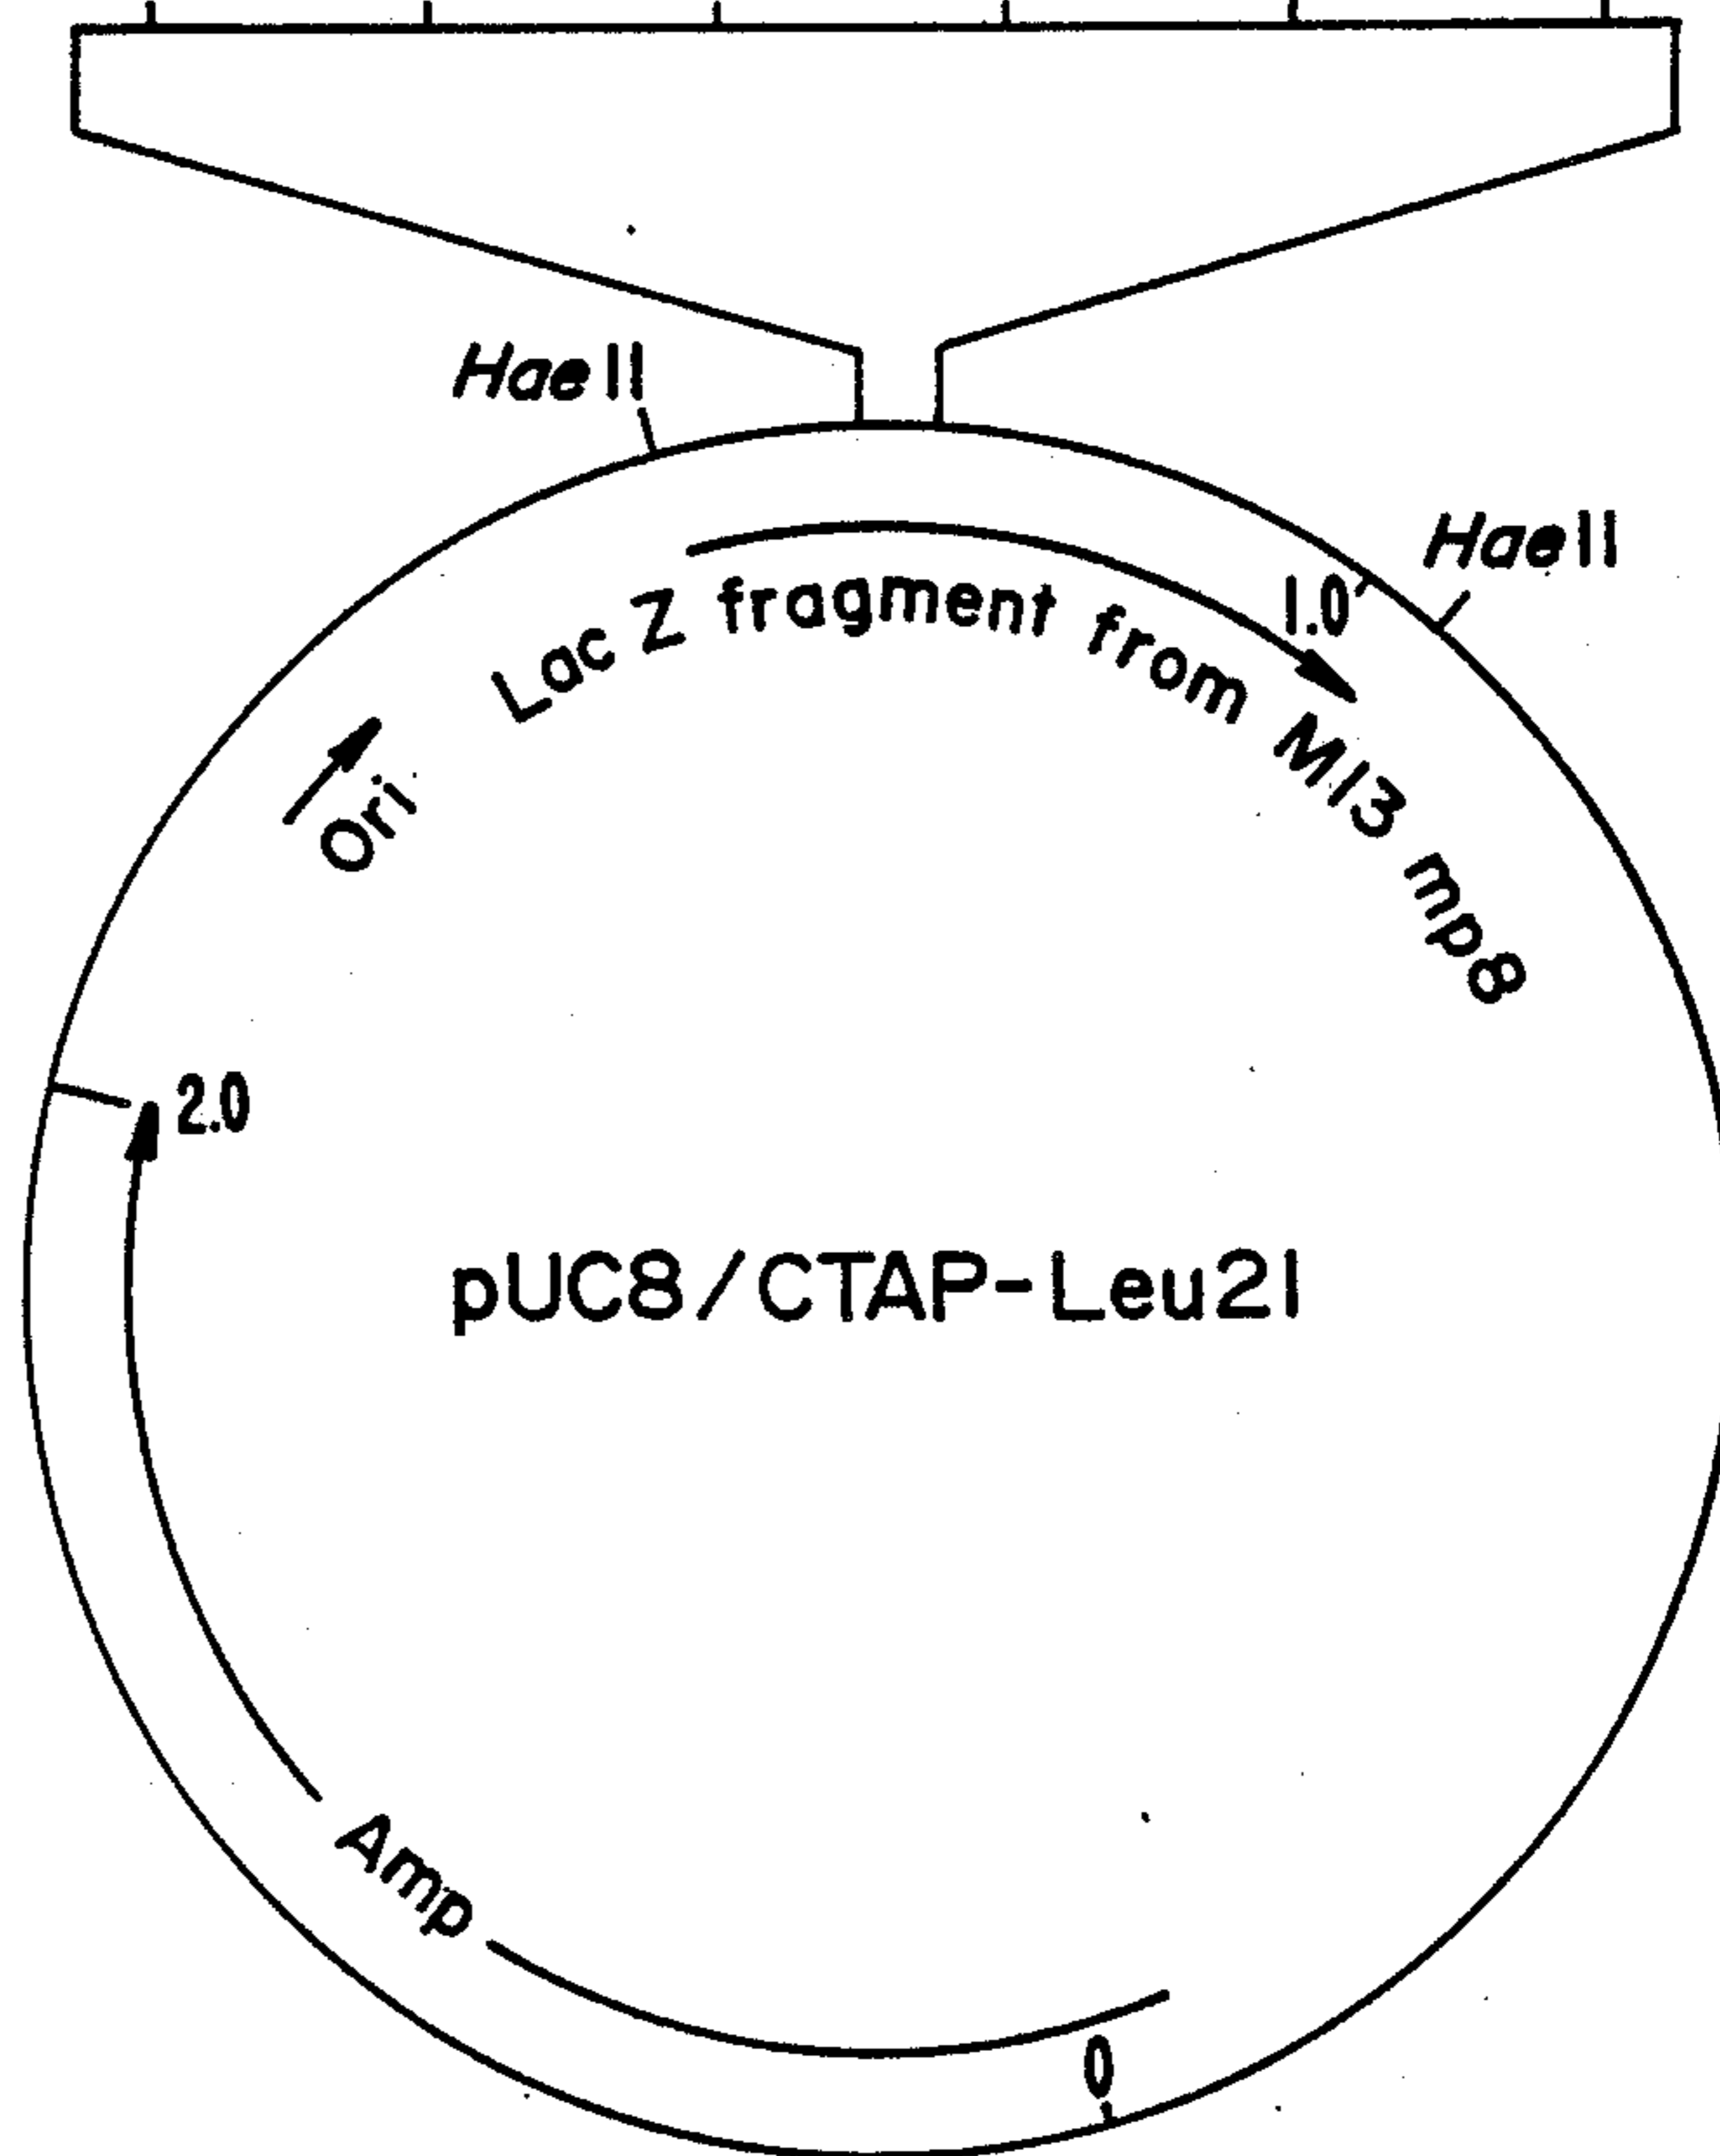 HaeII
HaeII
1.0
Lac Z fragment from M13 mp8
Ori
2.0
pUC8/CTAP-Leu21
Amp
0